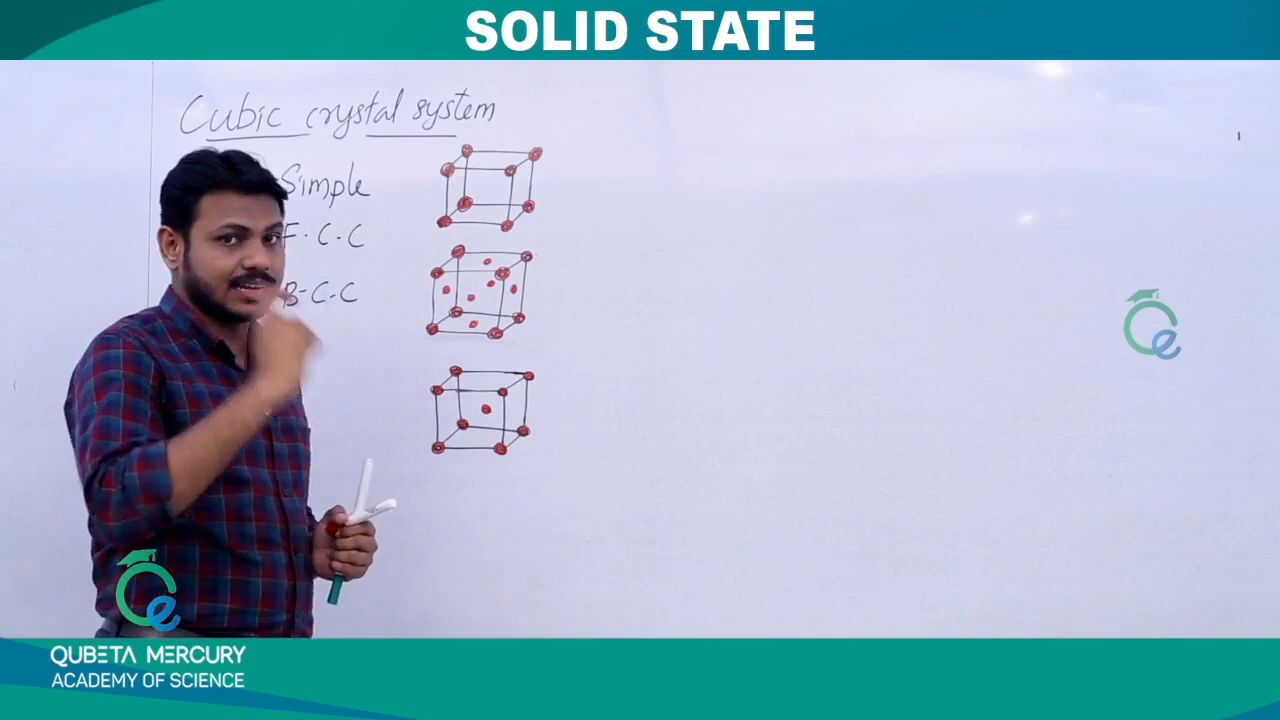 SOLID STATE
Cubic crystal system
Simple
F.C.C
B.C.C
QUBETA MERCURY
ACADEMY OF SCIENCE